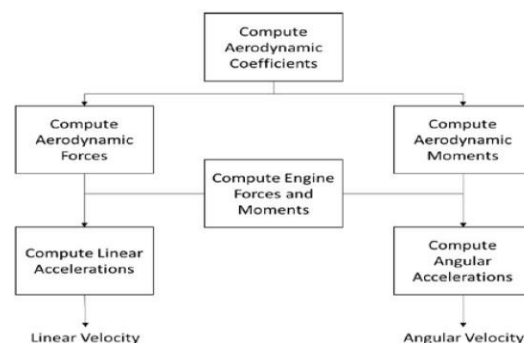 Compute
Aerodynamic
Coefficients
Compute
Aerodynamic
Forces
Compute
Aerodynamic
Moments
Compute Engine
Forces and
Moments
Compute Linear
Accelerations
Compute
Angular
Accelerations
Linear Velocity
Angular Velocity